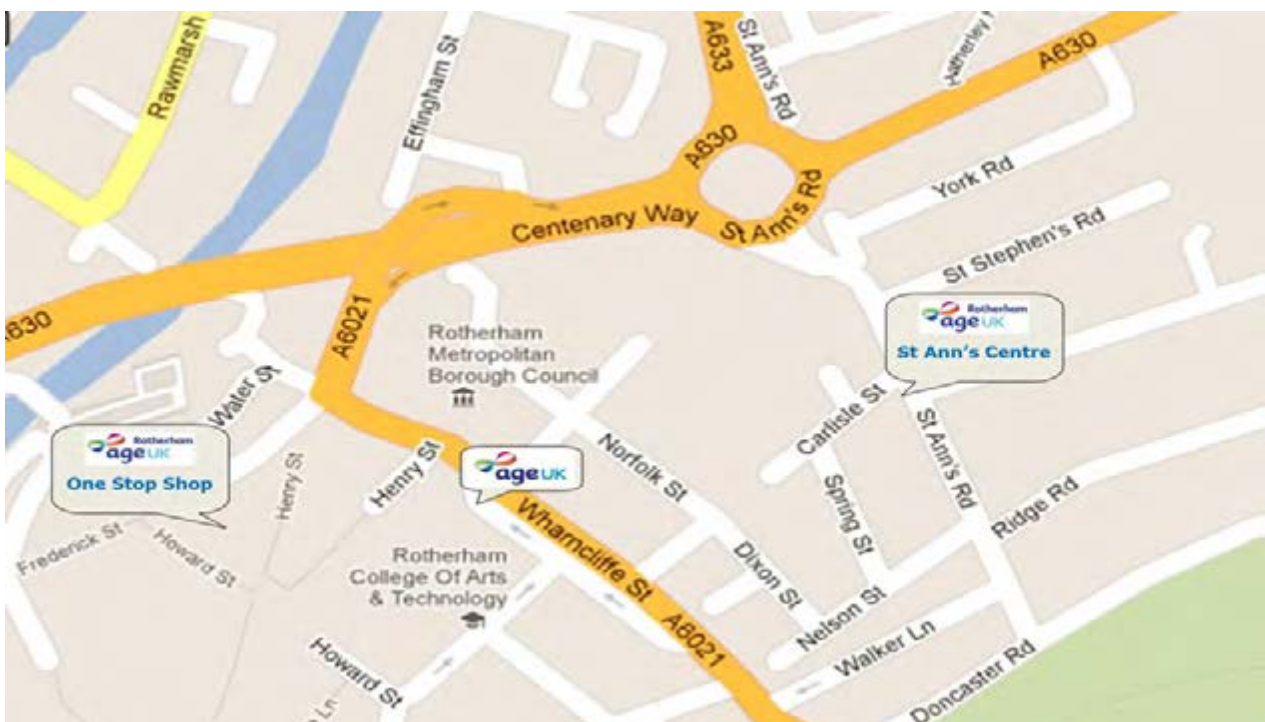 Rawmarsh
Effingham St
A633
St Ann's Rd
A630
A630
York Rd
St Stephen's Rd
Centenary Way
St Ann's Rd
A630
A6021
Rotherham
Metropolitan
Borough Council
Rotherham
age UK
St Ann's Centre
Water St
Rotherham
age UK
One Stop Shop
Henry St
Henry St
age UK
Norfolk St
Carlisle St
St Ann's Rd
Spring St
Ridge Rd
Frederick St
Howard St
Rotherham
College Of Arts
& Technology
Wharncliffe St
A6021
Dixon St
Nelson St
Walker Ln
Doncaster Rd
Howard St
Ln